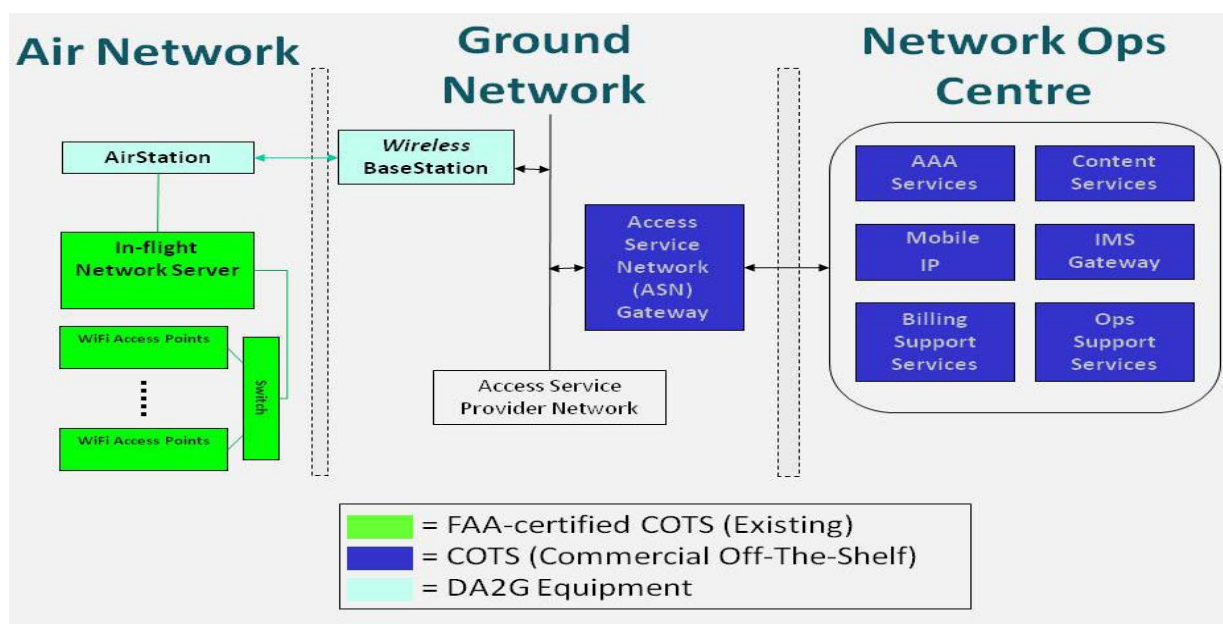 Air Network
AirStation
In-flight
Network Server
WiFi Access Points
Switch
WiFi Access Points
Ground
Network
Wireless
BaseStation
Access
Service
Network
(ASN)
Gateway
Access Service
Provider Network
Network Ops
Centre
AAA
Services
Content
Services
Mobile
IP
IMS
Gateway
Billing
Support
Services
Ops
Support
Services
= FAA-certified COTS (Existing)
= COTS (Commercial Off-The-Shelf)
= DA2G Equipment